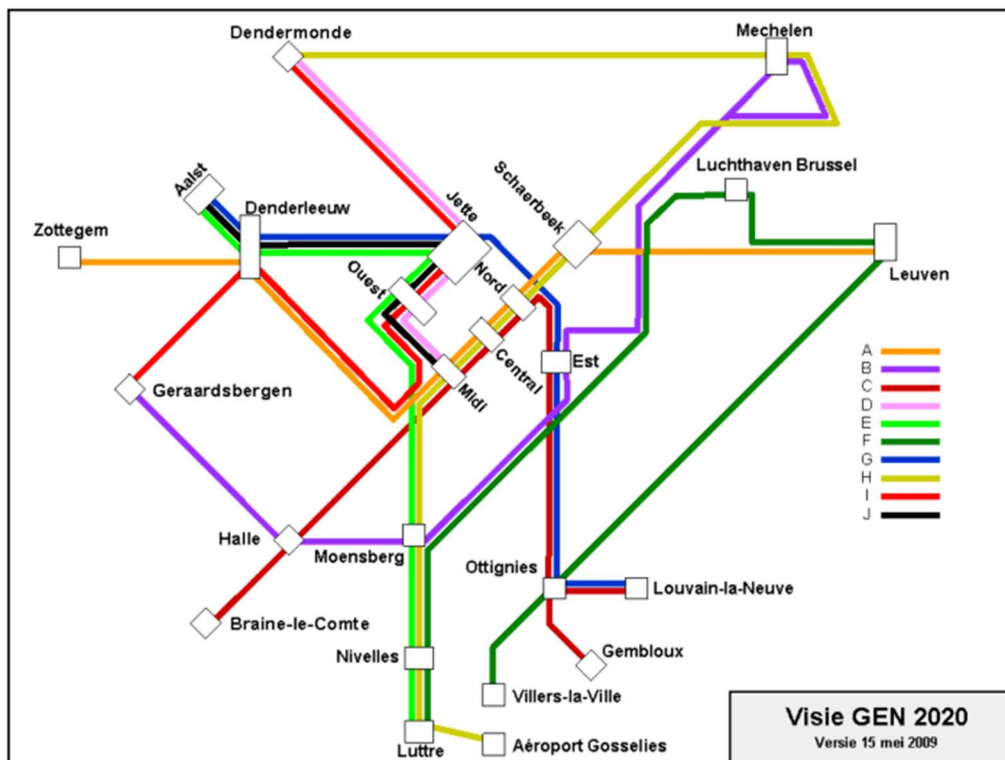 Dendermonde
Mechelen
Luchthaven Brussel
Schaerbeek
Aalst
Jette
Denderleeuw
Zottegem
Nord
Ouest
Leuven
Central
Est
Midi
Geraardsbergen
A
B
C
D
E
F
G
H
I
J
Halle
Moensberg
Ottignies
Louvain-la-Neuve
Braine-le-Comte
Nivelles
Gembloux
Villers-la-Ville
Luttre
Aéroport Gosselies
Visie GEN 2020
Versie 15 mei 2009